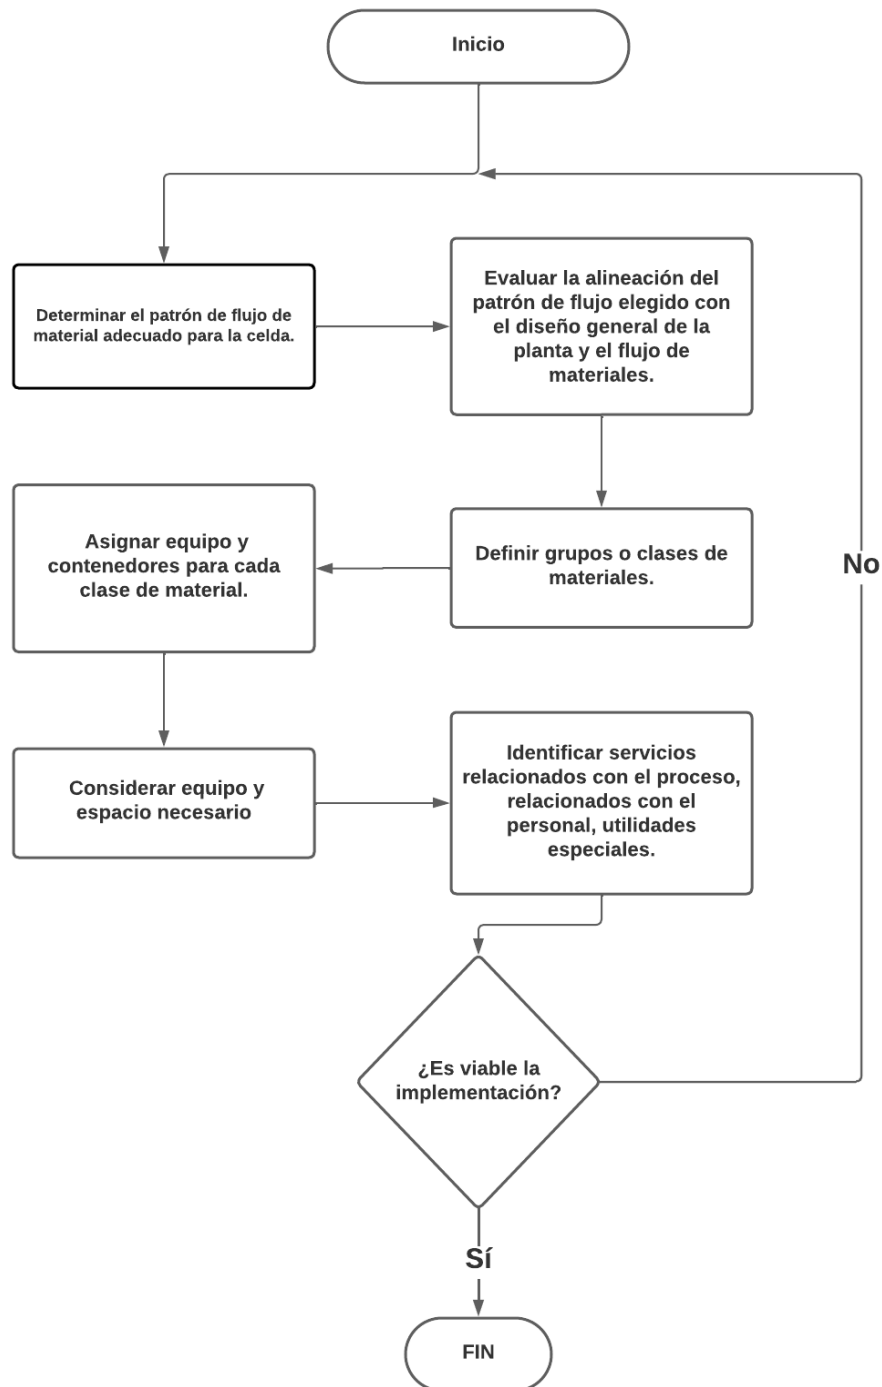 Inicio
Determinar el patrón de flujo de
material adecuado para la celda.
Evaluar la alineación del
patrón de flujo elegido con
el diseño general de la
planta y el flujo de
materiales.
Definir grupos o clases de
materiales.
Asignar equipo y
contenedores para cada
clase de material.
Considerar equipo y
espacio necesario
Identificar servicios
relacionados con el proceso,
relacionados con el
personal, utilidades
especiales.
¿Es viable la
implementación?
No
Sí
FIN